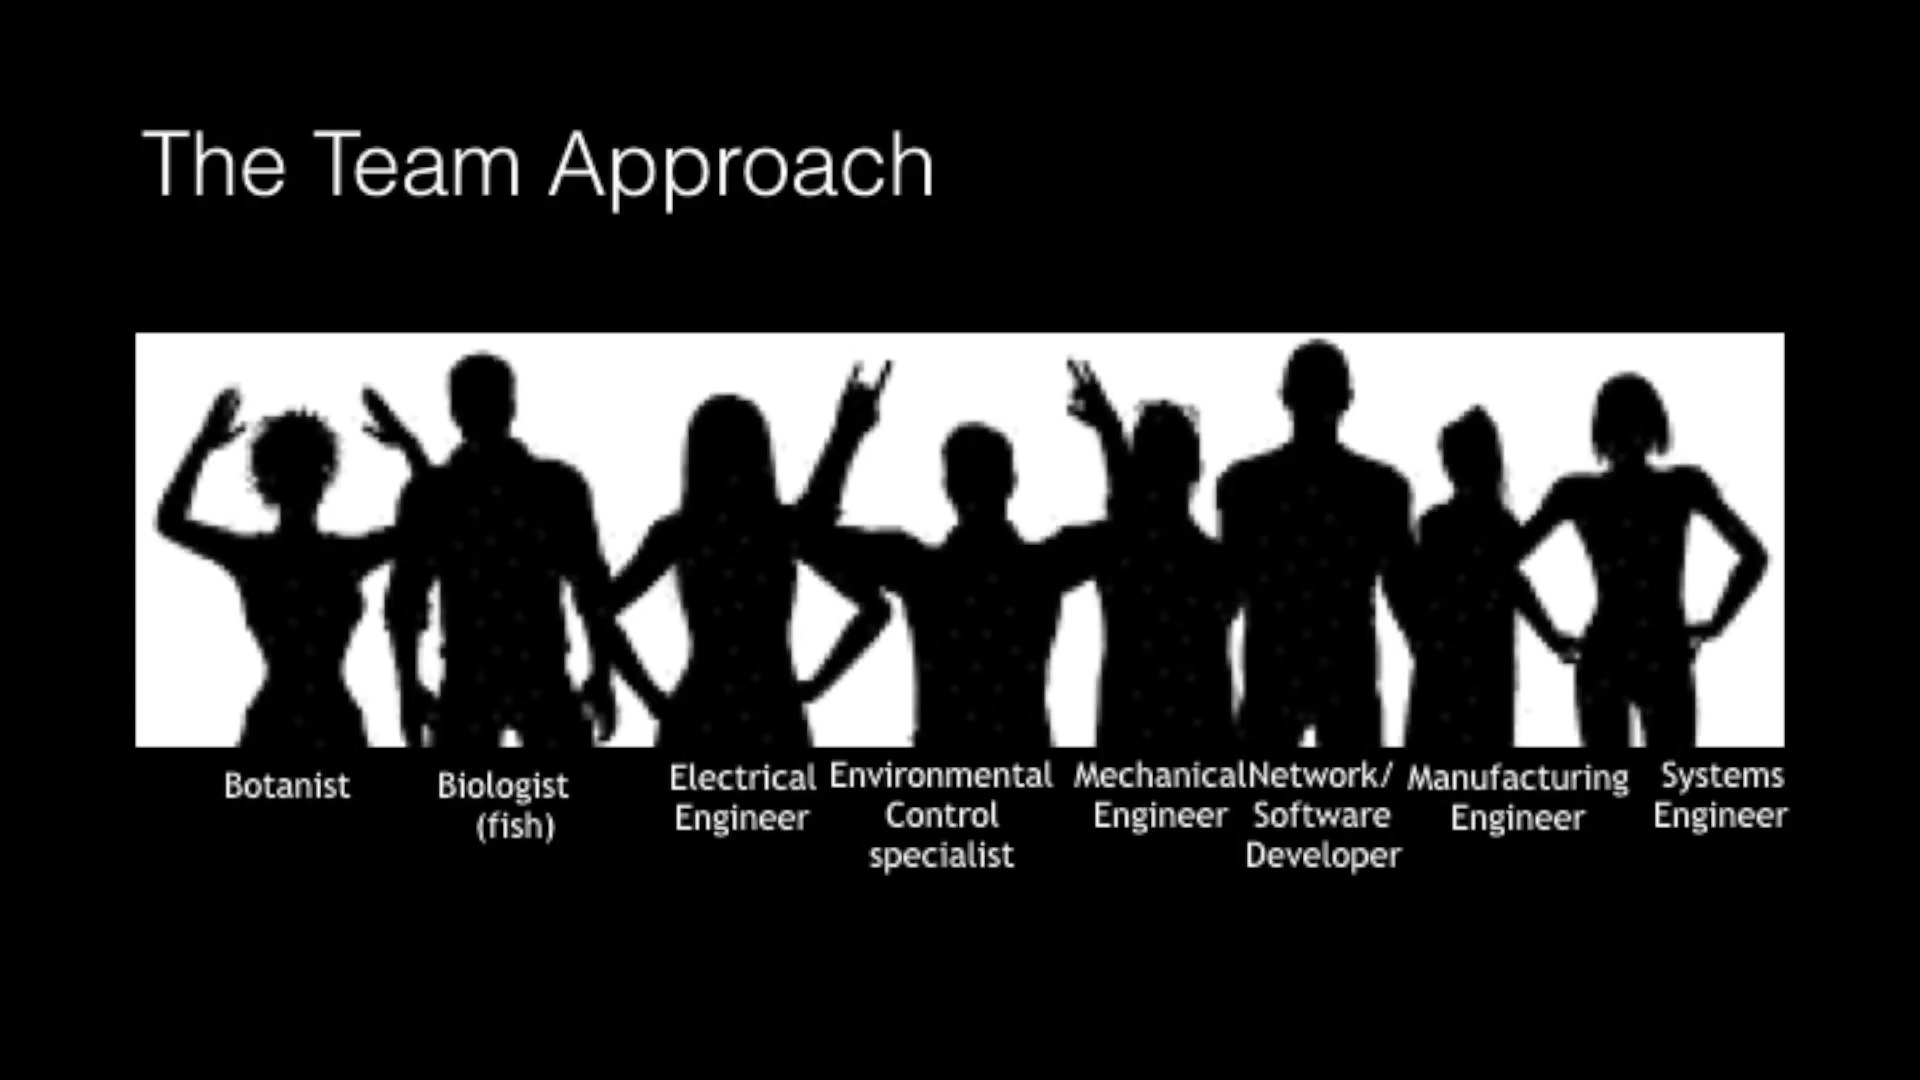 The Team Approach
Botanist
Biologist
(fish)
Electrical
Engineer
Environmental
Control
specialist
Mechanical
Engineer
Network/
Software
Developer
Manufacturing
Engineer
Systems
Engineer